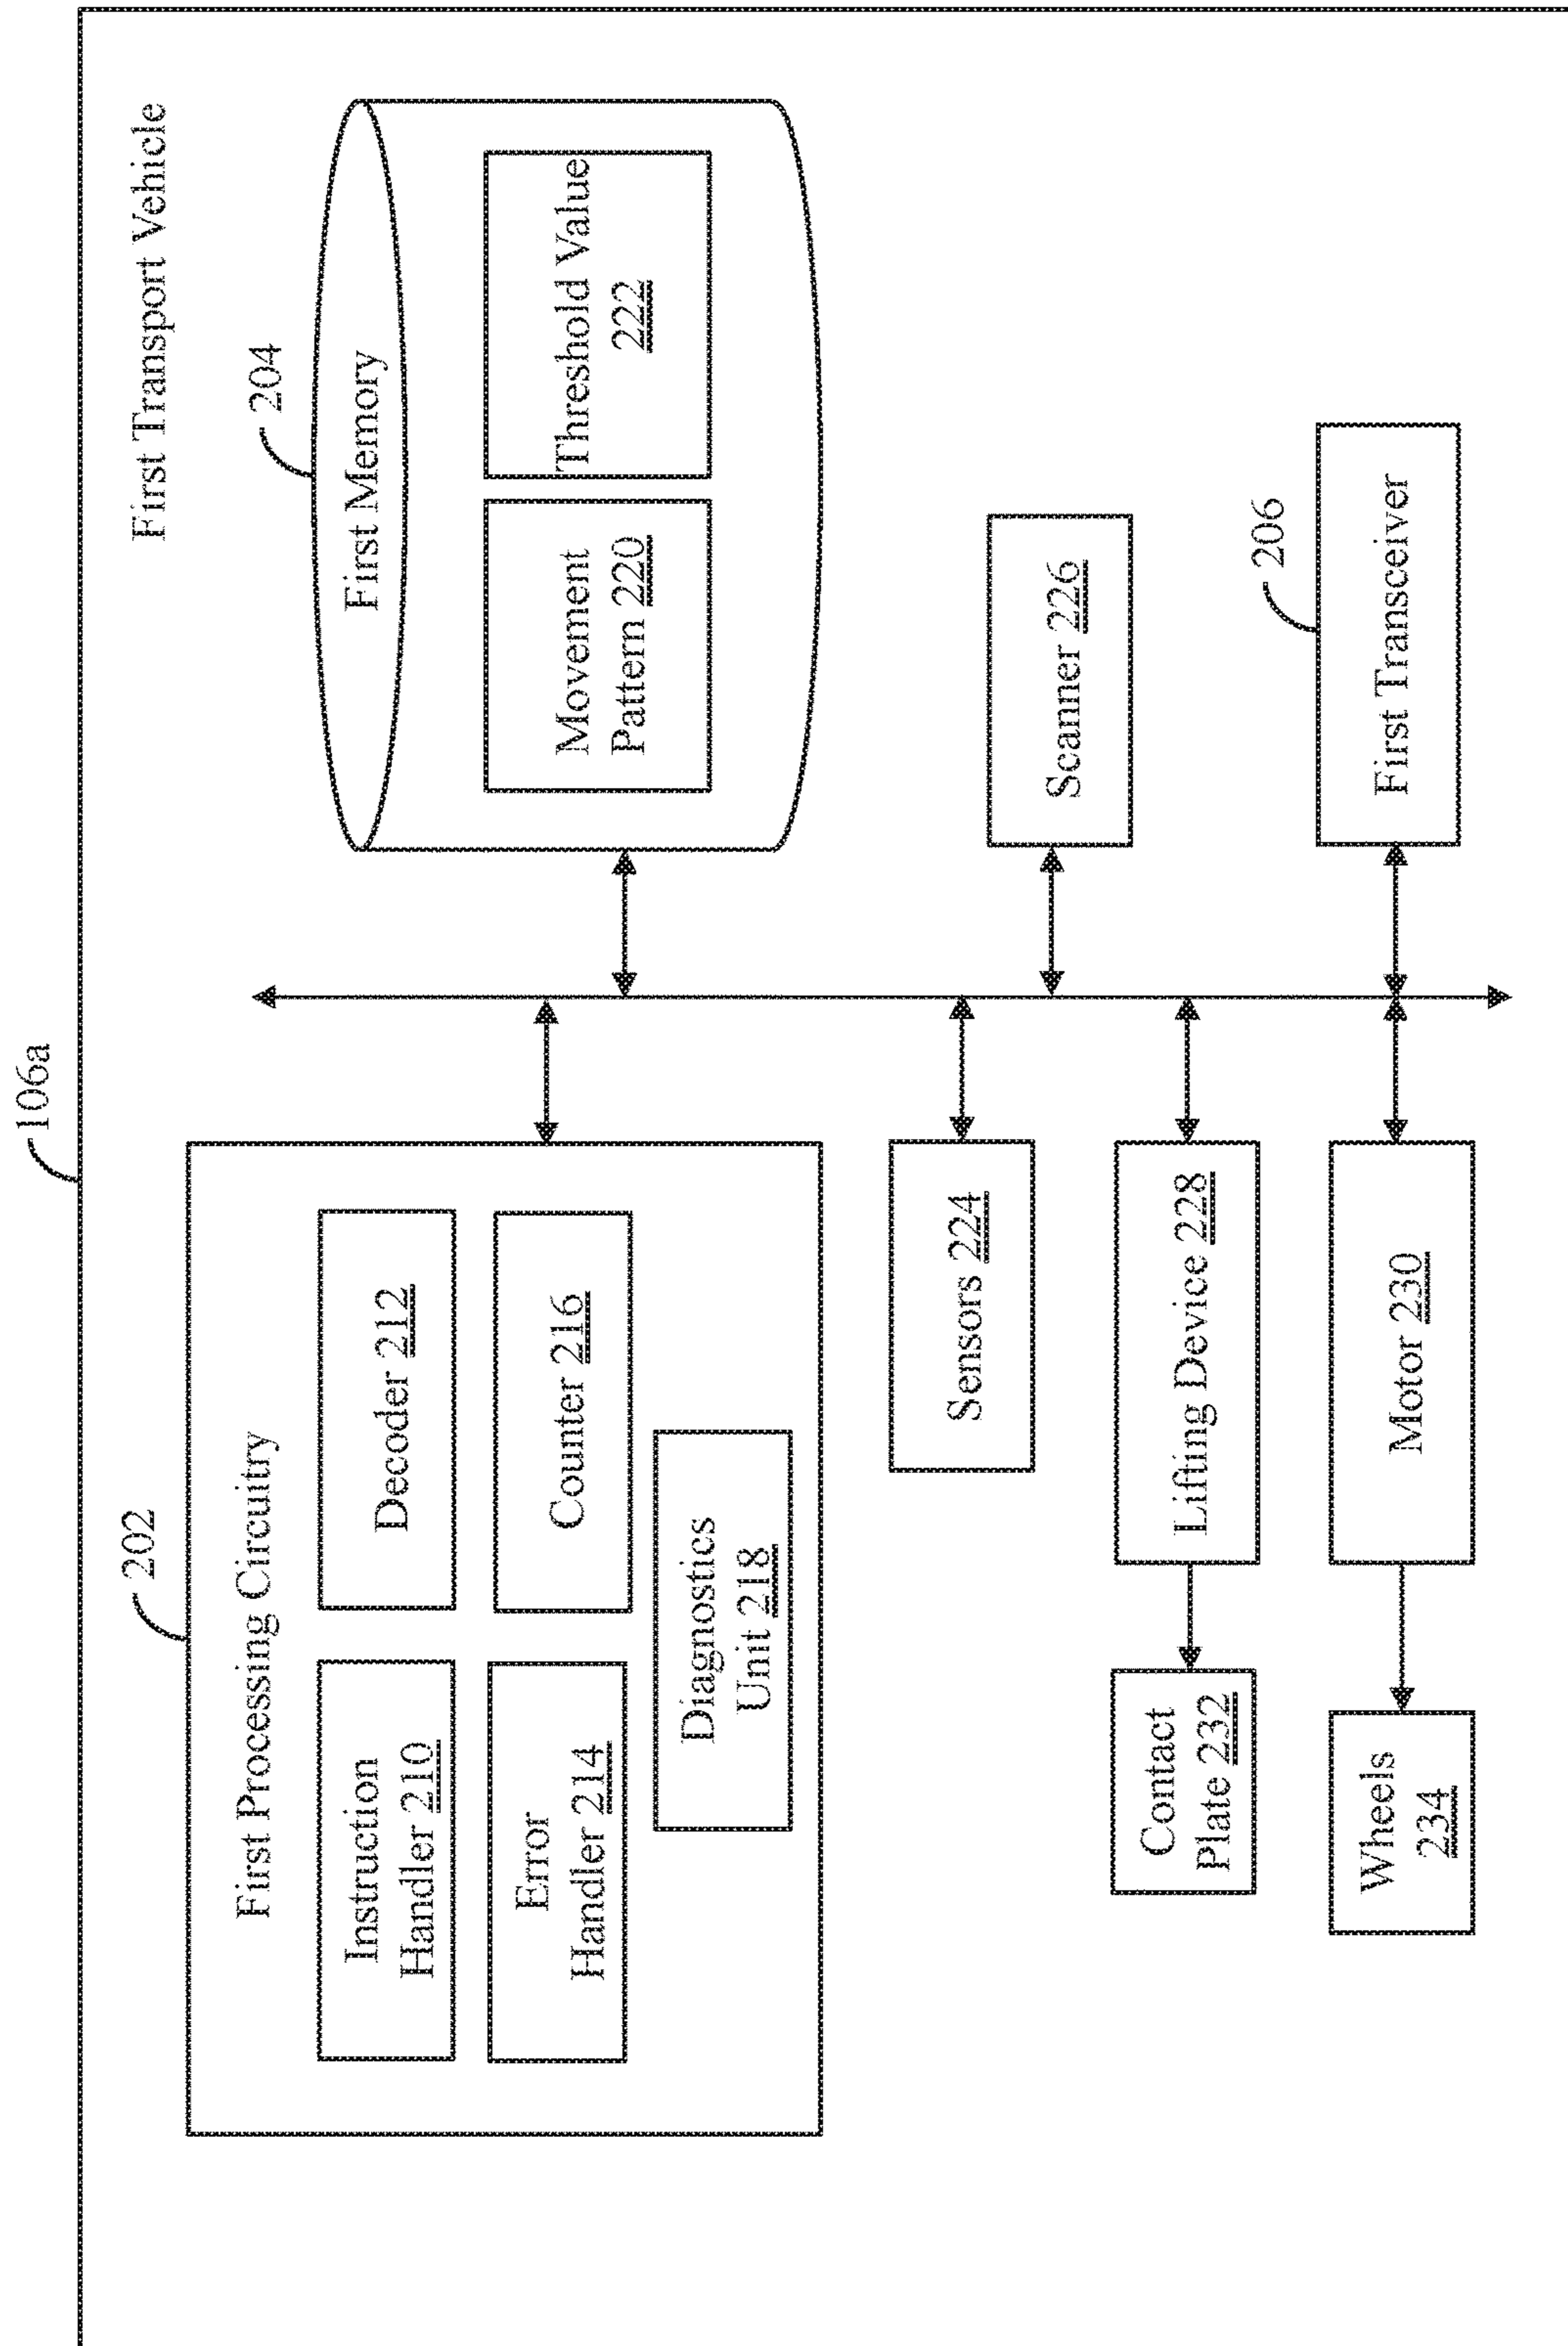 106a
First Transport Vehicle
202
First Processing Circuitry
Instruction
Handler 210
Decoder 212
Error
Handler 214
Counter 216
Diagnostics
Unit 218
204
First Memory
Movement
Pattern 220
Threshold Value
222
Sensors 224
Scanner 226
Contact
Plate 232
Lifting Device 228
Wheels
234
Motor 230
206
First Transceiver